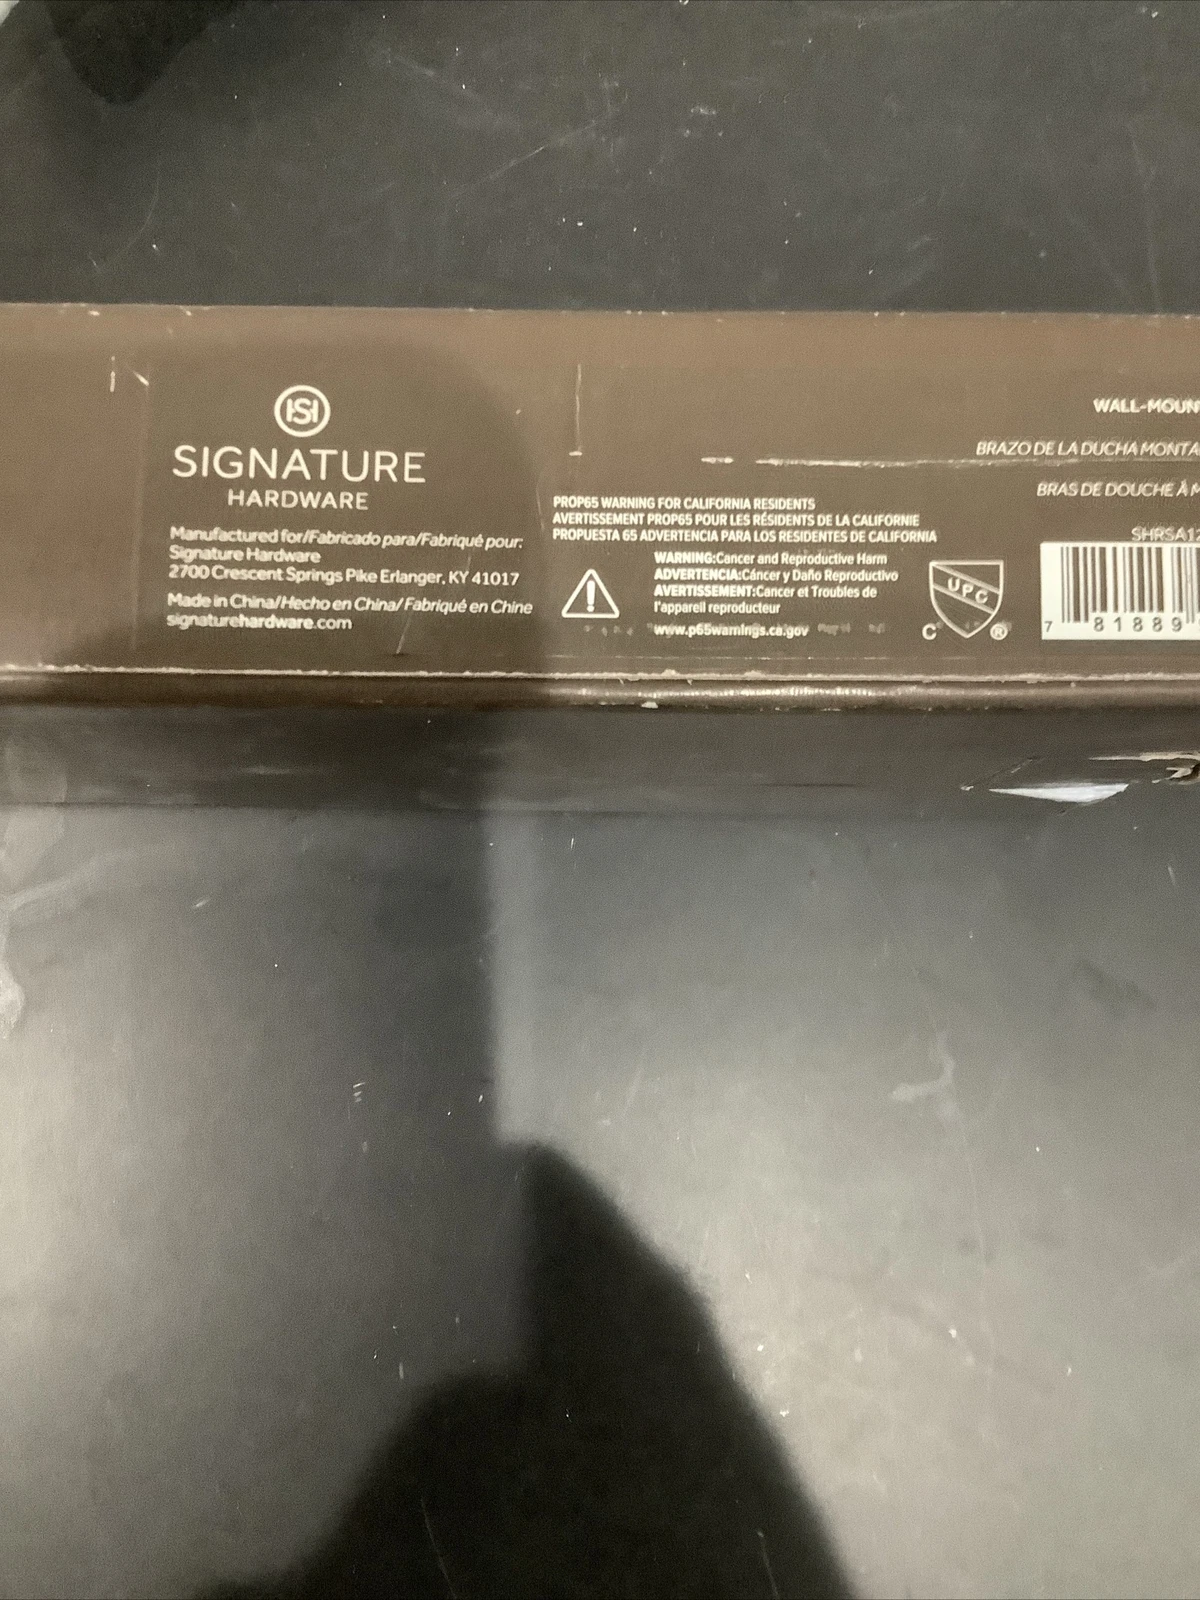 SIGNATURE
HARDWARE
Manufactured for/Fabricado para/Fabriqué pour:
Signature Hardware
2700 Crescent Springs Pike Erlanger, KY 41017
Made in China/Hecho en China/Fabriqué en Chine
signaturehardware.com
PROP65 WARNING FOR CALIFORNIA RESIDENTS
AVERTISSEMENT PROP65 POUR LES RÉSIDENTS DE LA CALIFORNIE
PROPUESTA 65 ADVERTENCIA PARA LOS RESIDENTES DE CALIFORNIA
WARNING:Cancer and Reproductive Harm
ADVERTENCIA:Cáncer y Daño Reproductivo
AVERTISSEMENT:Cancer et Troubles de
l'appareil reproducteur
www.p65warnings.ca.gov
UPC
C ®
WALL-MOUN
BRAZO DE LA DUCHA MONTA
BRAS DE DOUCHE À M
SHRSA12
7 81889